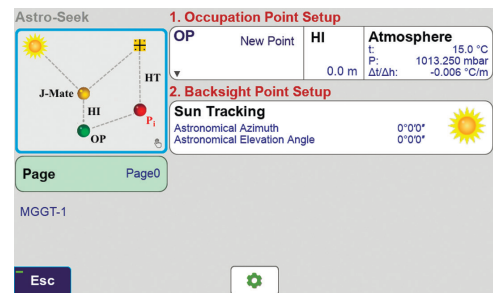 Astro-Seek
J-Mate
HI
HT
OP
Pi
Page Page0
MGGT-1
Esc
1. Occupation Point Setup
OP New Point
HI
0.0 m
Atmosphere
t: 15.0 °C
P: 1013.250 mbar
Δt/Δh: -0.006 °C/m
2. Backsight Point Setup
Sun Tracking
Astronomical Azimuth 0°0'0"
Astronomical Elevation Angle 0°0'0"